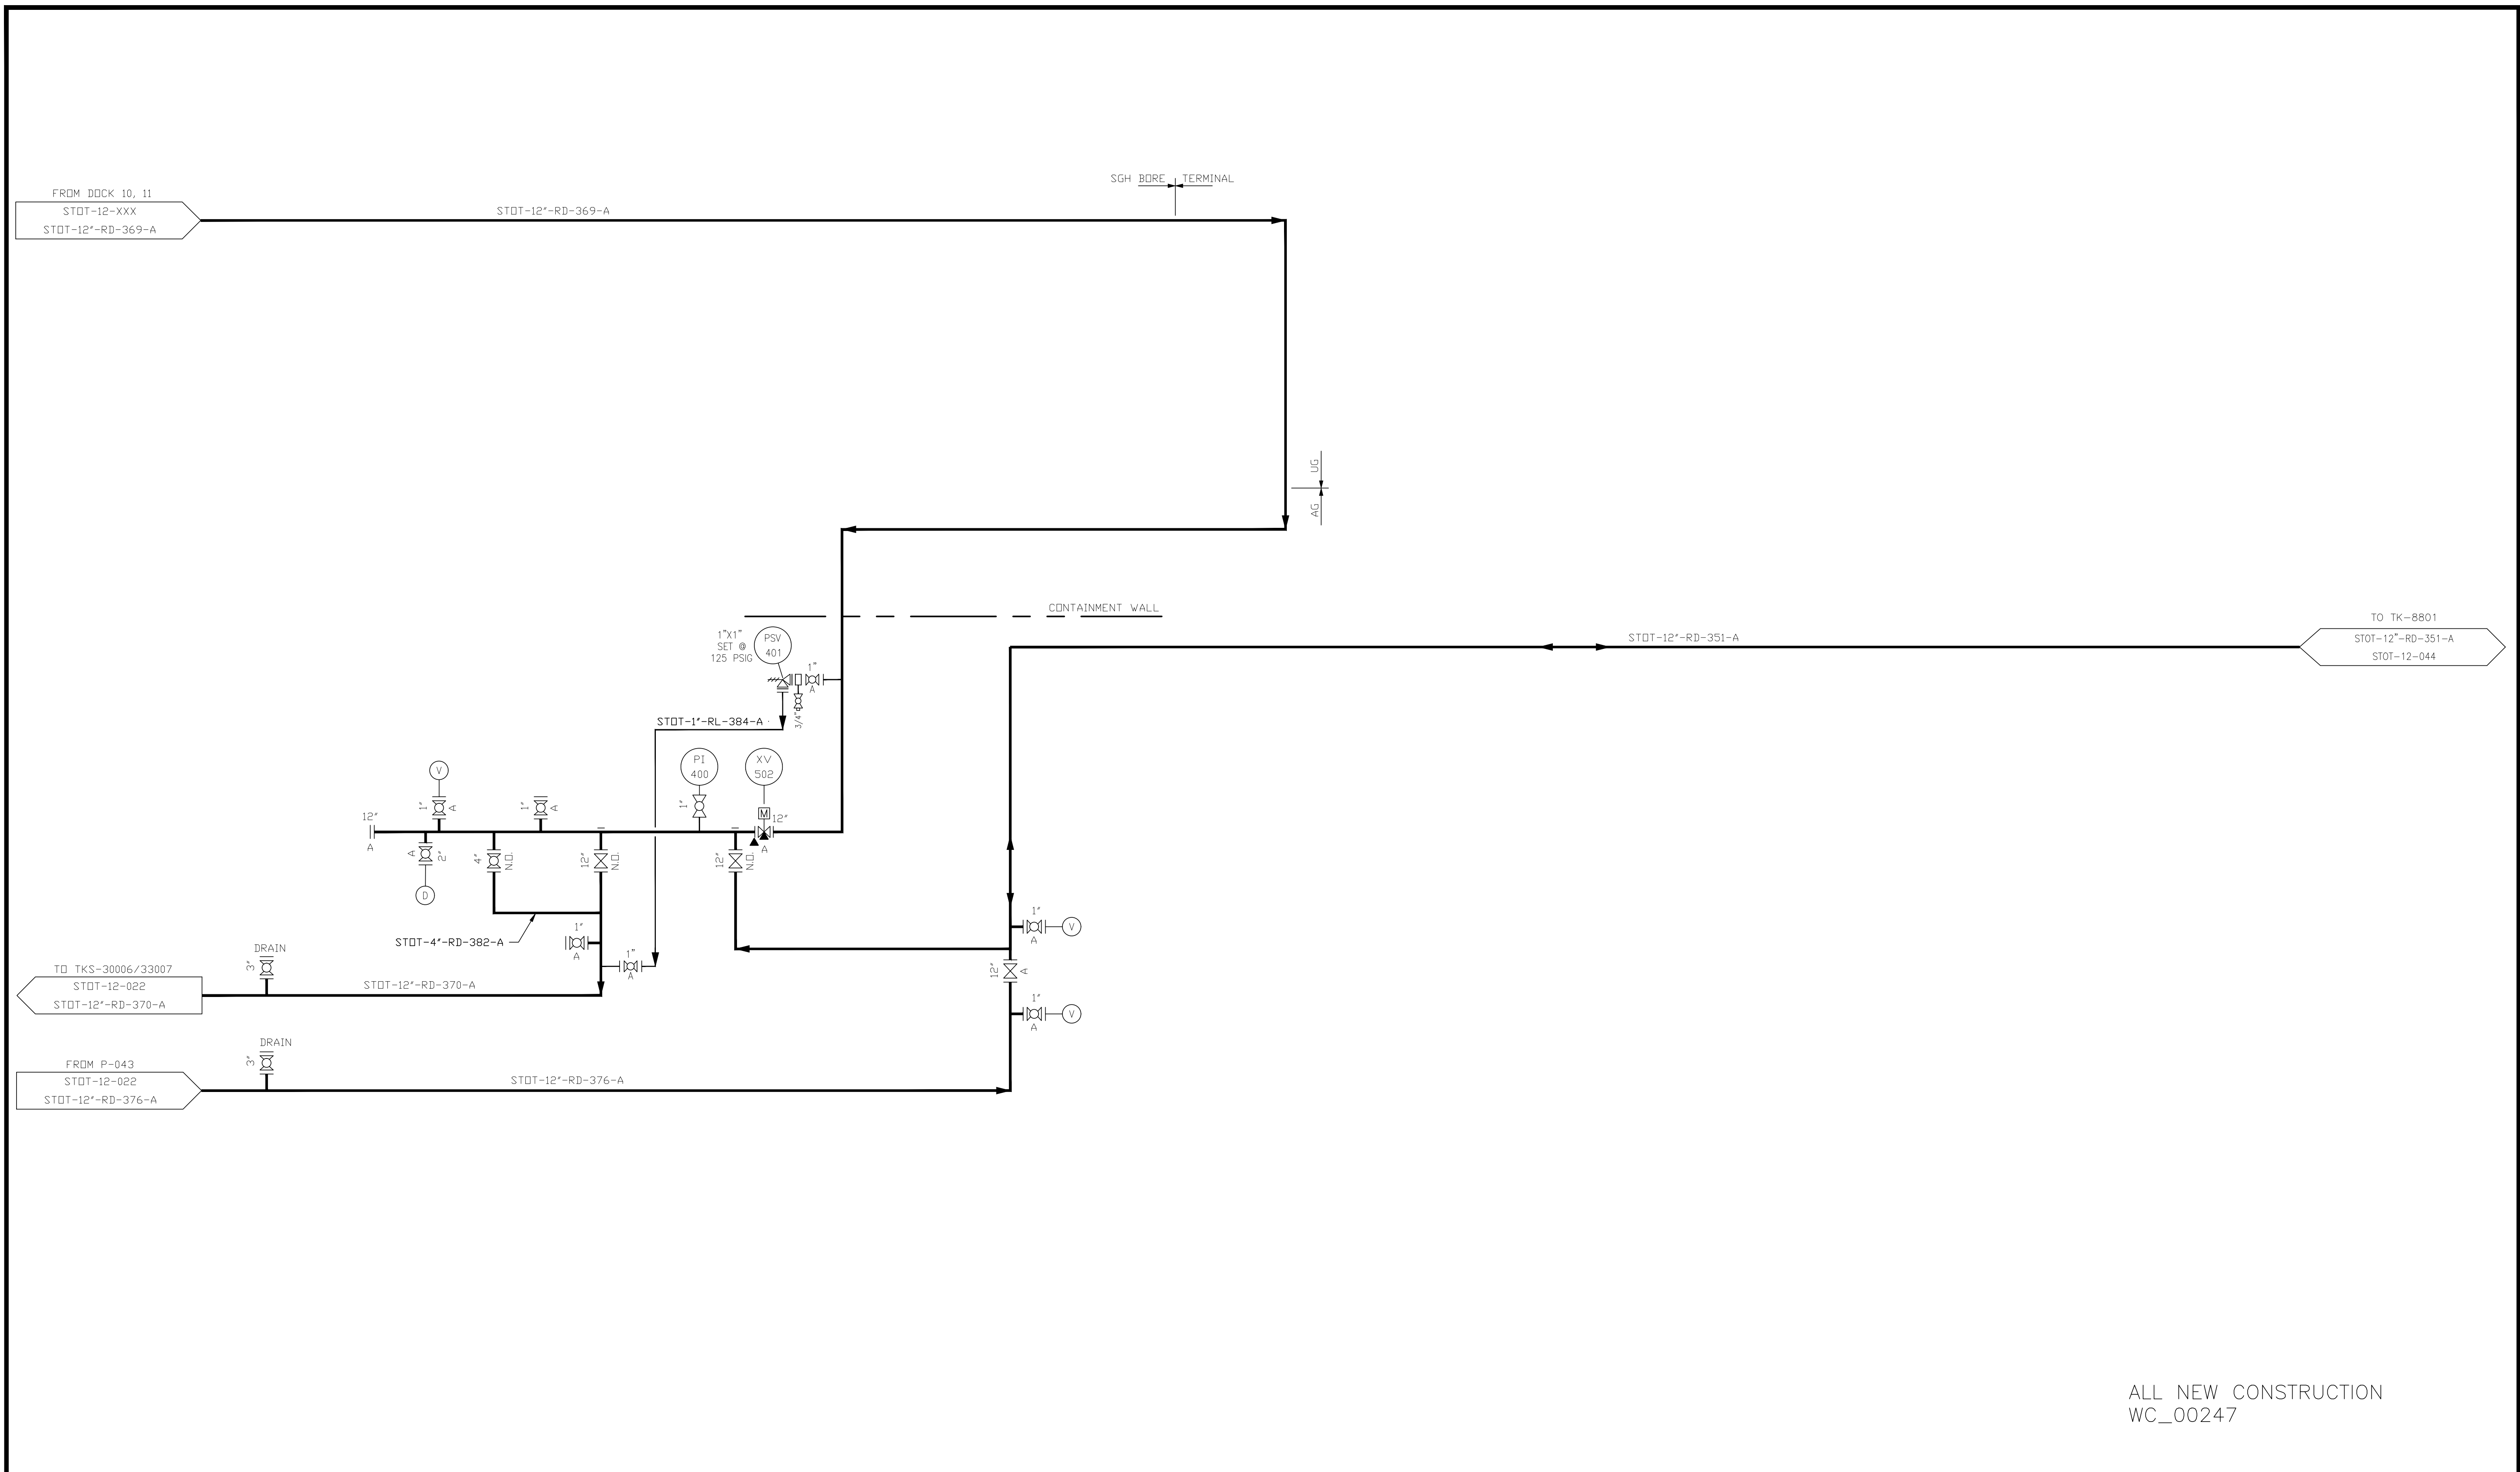 SGH BORE TERMINAL
FROM DOCK 10, 11
STOT-12-XXX
STOT-12"-RD-369-A
STOT-12"-RD-369-A
UG
AG
CONTAINMENT WALL
TO TK-8801
STOT-12"-RD-351-A
STOT-12-044
STOT-12"-RD-351-A
1"X1"
SET @
125 PSIG
PSV
401
1"
A
3/4"
STOT-1"-RL-384-A
PI
400
XV
502
V
1"
A
1"
A
1"
M
12"
A
12"
A
A
2"
D
4"
N.O.
12"
N.O.
12"
N.O.
STOT-4"-RD-382-A
1"
A
1"
A
1"
A
V
12"
A
1"
A
V
DRAIN
3"
TO TKS-30006/33007
STOT-12-022
STOT-12"-RD-370-A
STOT-12"-RD-370-A
DRAIN
3"
FROM P-043
STOT-12-022
STOT-12"-RD-376-A
STOT-12"-RD-376-A
ALL NEW CONSTRUCTION
WC_00247